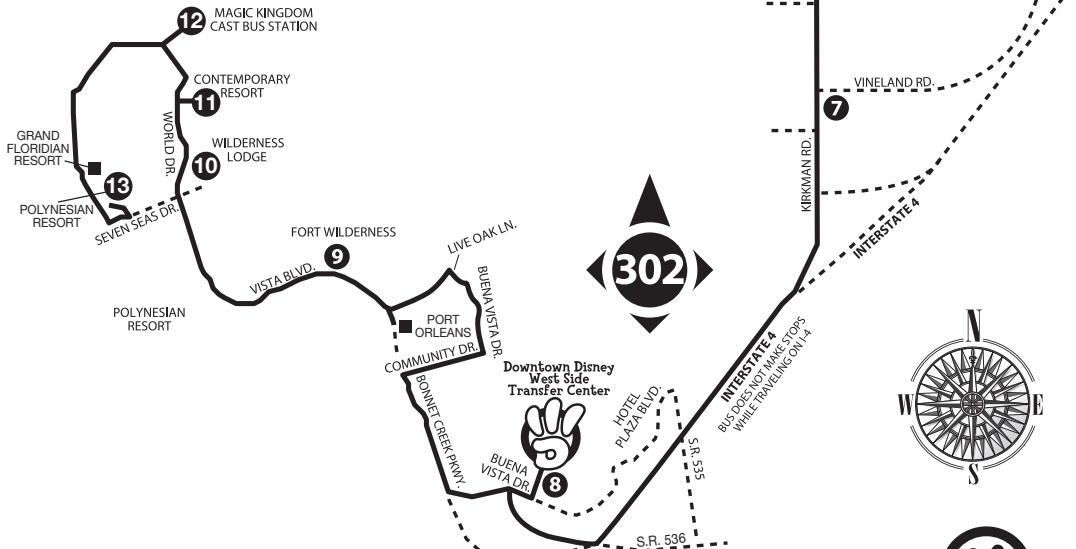 12
MAGIC KINGDOM
CAST BUS STATION
CONTEMPORARY
RESORT
11
WORLD DR.
WILDERNESS
LODGE
10
GRAND
FLORIDIAN
RESORT
13
POLYNESIAN
RESORT
SEVEN SEAS DR.
VINELAND RD.
7
KIRKMAN RD.
INTERSTATE 4
302
FORT WILDERNESS
9
VISTA BLVD.
LIVE OAK LN.
BUENA VISTA DR.
POLYNESIAN
RESORT
PORT
ORLEANS
COMMUNITY DR.
BONNET CREEK PKWY.
Downtown Disney
West Side
Transfer Center
HOTEL
PLAZA BLVD.
INTERSTATE 4
BUS DOES NOT MAKE STOPS
WHILE TRAVELING ON I-4
S.R. 535
BUENA
VISTA DR.
8
S.R. 536
N
W
E
S